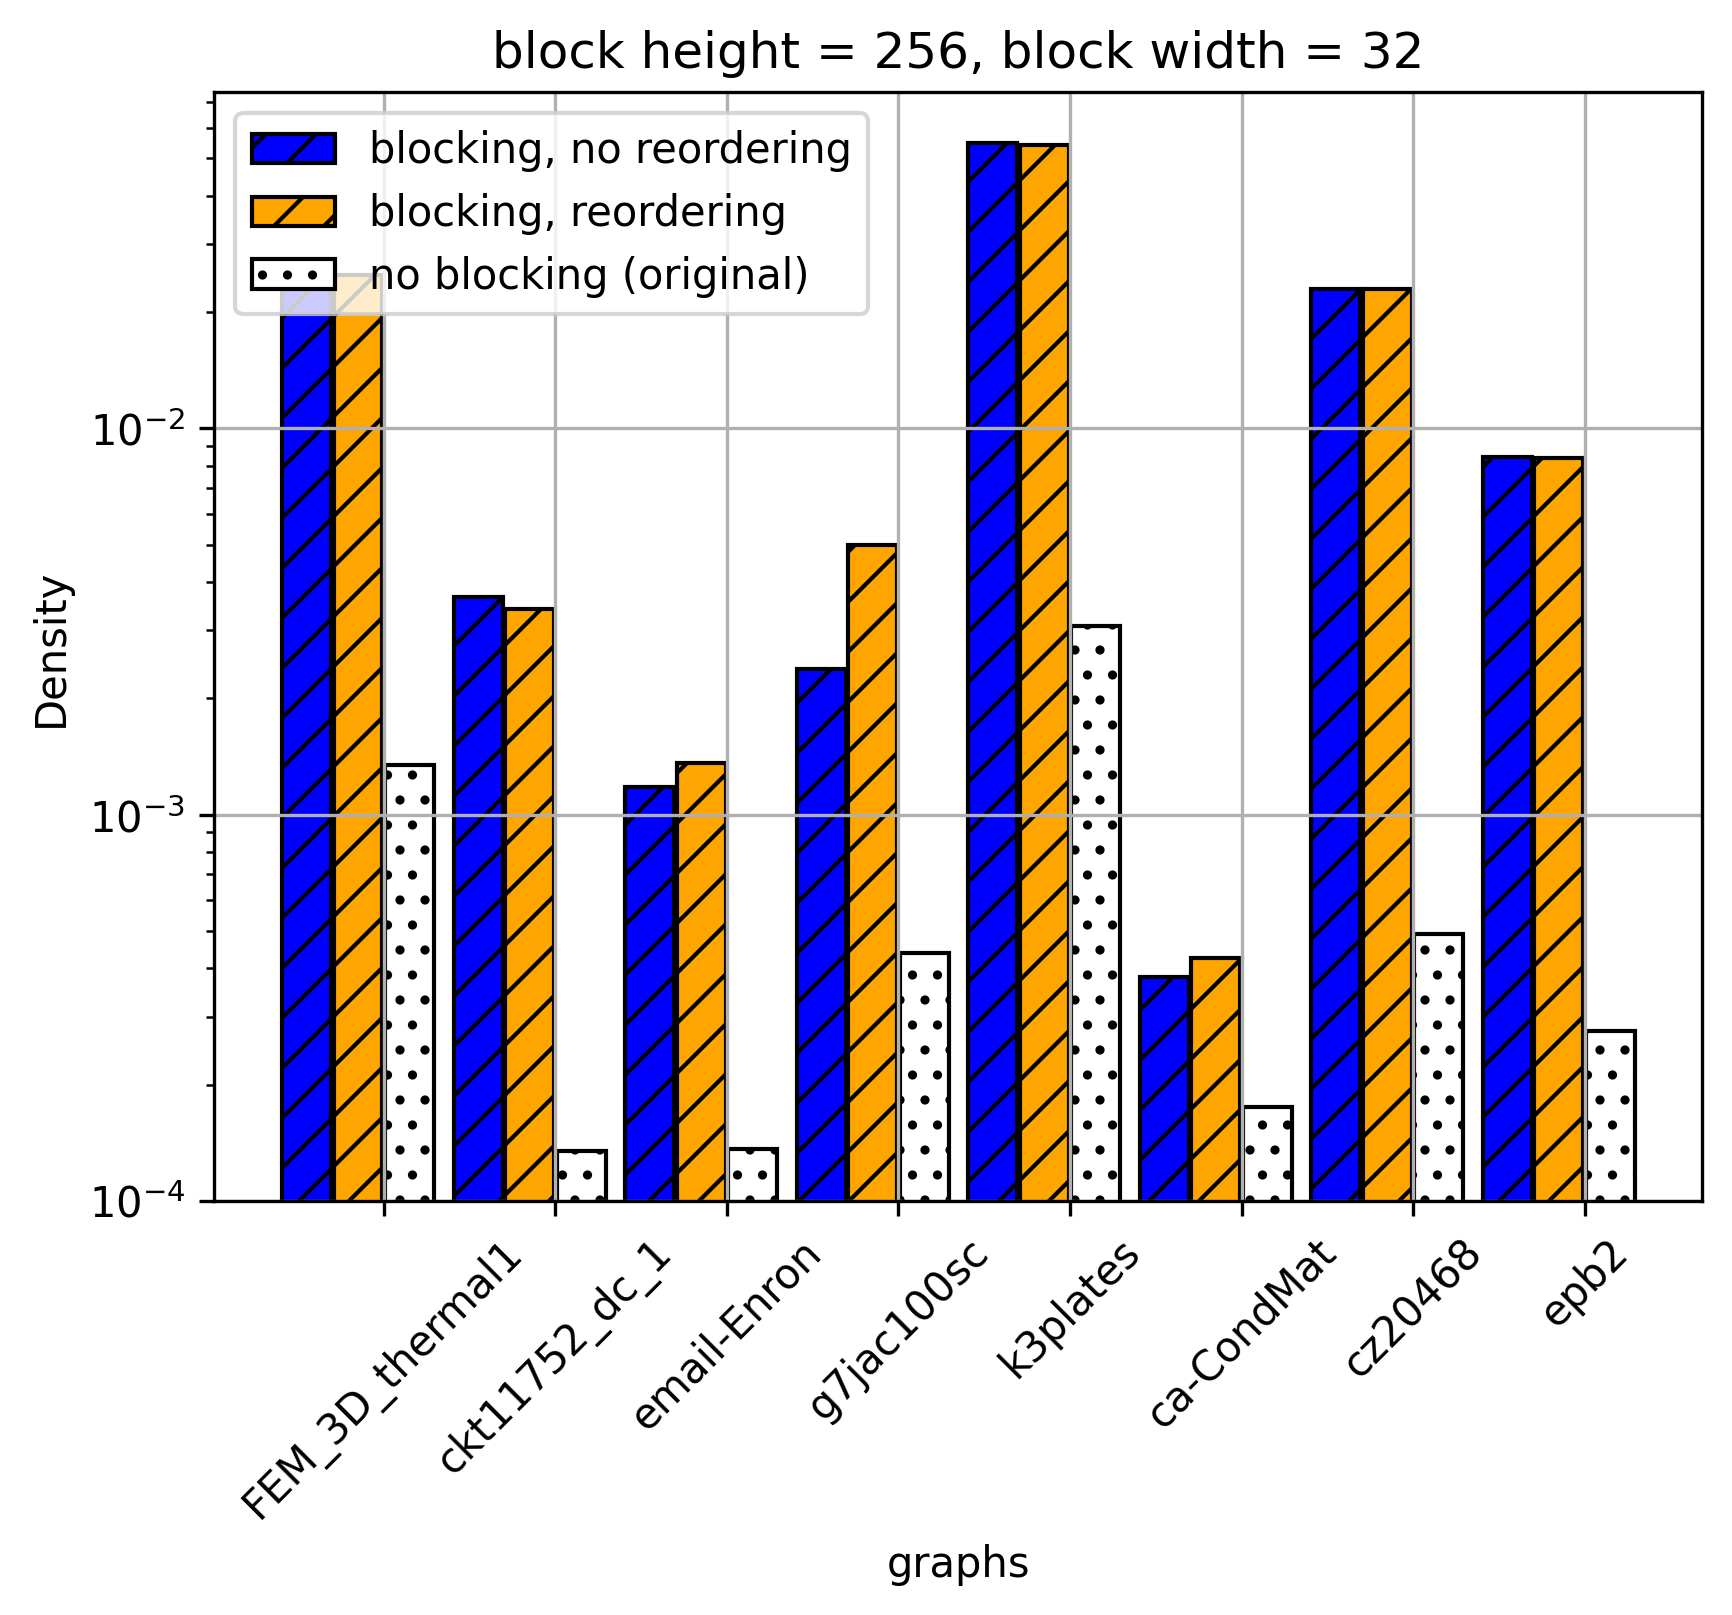 block height = 256, block width = 32
blocking, no reordering
blocking, reordering
no blocking (original)
Density
10⁻²
10⁻³
10⁻⁴
FEM_3D_thermal1
ckt11752_dc_1
email-Enron
g7jac100sc
k3plates
ca-CondMat
cz20468
epb2
graphs